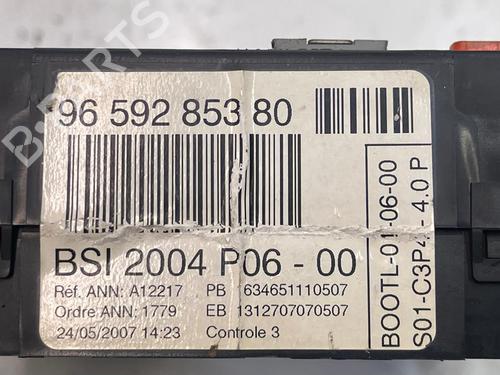 96 592 853 80
BSI 2004 P06 - 00
Réf. ANN: A12217 PB 634651110507
Ordre ANN: 1779 EB 1312707070507
24/05/2007 14:23 Controle 3
BOOTL-01-06-00
S01-C3P4 - 4.0 P
B-PARTS